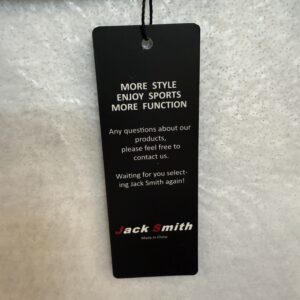 MORE STYLE
ENJOY SPORTS
MORE FUNCTION
Any questions about our
products,
please feel free to
contact us.
Waiting for you select-
ing Jack Smith again!
Jack Smith
Made in China